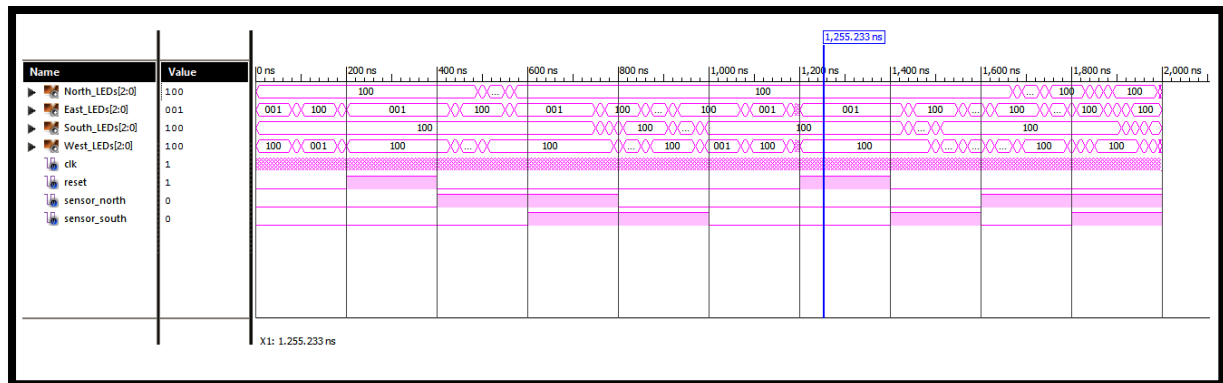 1,255.233 ns
Name Value 0 ns 200 ns 400 ns 600 ns 800 ns 1,000 ns 1,200 ns 1,400 ns 1,600 ns 1,800 ns 2,000 ns
North_LEDs[2:0] 100 100 ... 100 ... 100 100
East_LEDs[2:0] 001 001 100 001 100 001 100 ... 100 001 001 100 ... 100 ... 100 100
South_LEDs[2:0] 100 100 100 ... 100 ... 100
West_LEDs[2:0] 100 100 001 100 ... 100 ... 100 001 100 100 ... ... ... 100 100
clk 1
reset 1
sensor_north 0
sensor_south 0
X1: 1.255.233 ns